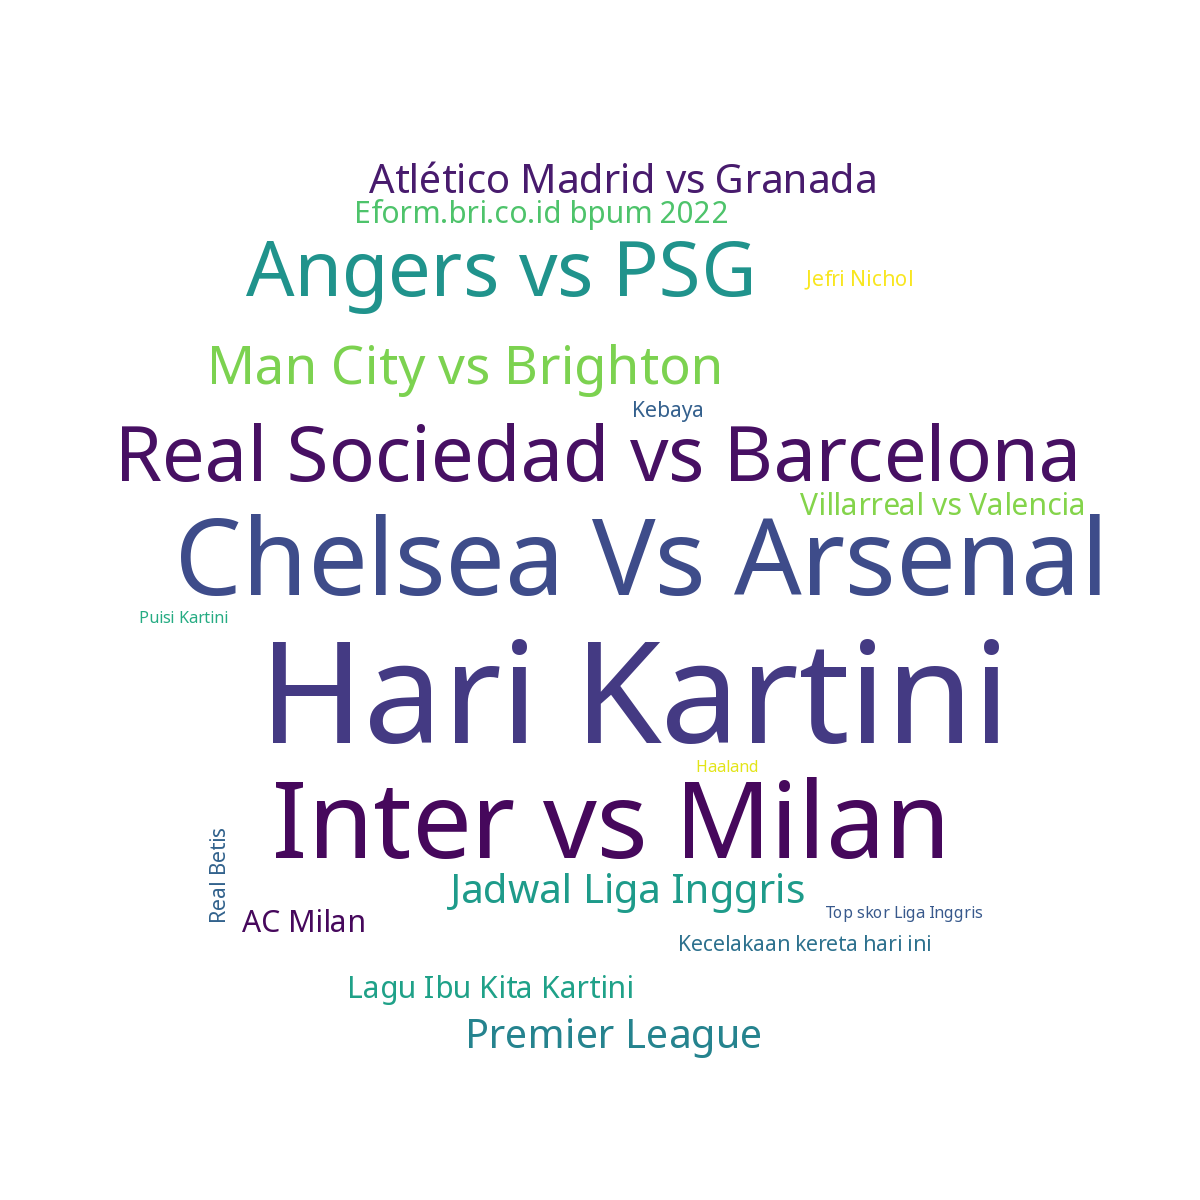 Atlético Madrid vs Granada
Eform.bri.co.id bpum 2022
Angers vs PSG
Jefri Nichol
Man City vs Brighton
Kebaya
Real Sociedad vs Barcelona
Villarreal vs Valencia
Chelsea Vs Arsenal
Puisi Kartini
Hari Kartini
Haaland
Inter vs Milan
Real Betis
Jadwal Liga Inggris
AC Milan
Top skor Liga Inggris
Kecelakaan kereta hari ini
Lagu Ibu Kita Kartini
Premier League